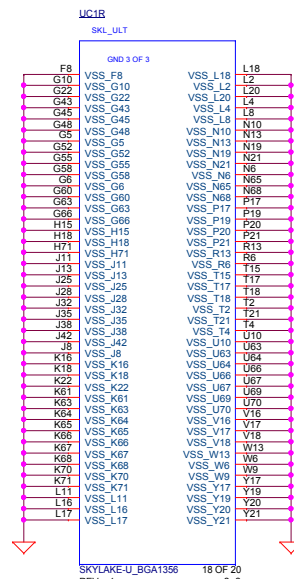 UC1R
SKL_ULT
GND 3 OF 3
F8 VSS_F8 VSS_L18 L18
G10 VSS_G10 VSS_L2 L2
G22 VSS_G22 VSS_L20 L20
G43 VSS_G43 VSS_L4 L4
G45 VSS_G45 VSS_L8 L8
G48 VSS_G48 VSS_N10 N10
G5 VSS_G5 VSS_N13 N13
G52 VSS_G52 VSS_N19 N19
G55 VSS_G55 VSS_N21 N21
G58 VSS_G58 VSS_N6 N6
G6 VSS_G6 VSS_N65 N65
G60 VSS_G60 VSS_N68 N68
G63 VSS_G63 VSS_P17 P17
G66 VSS_G66 VSS_P19 P19
H15 VSS_H15 VSS_P20 P20
H18 VSS_H18 VSS_P21 P21
H71 VSS_H71 VSS_R13 R13
J11 VSS_J11 VSS_R6 R6
J13 VSS_J13 VSS_T15 T15
J25 VSS_J25 VSS_T17 T17
J28 VSS_J28 VSS_T18 T18
J32 VSS_J32 VSS_T2 T2
J35 VSS_J35 VSS_T21 T21
J38 VSS_J38 VSS_T4 T4
J42 VSS_J42 VSS_U10 U10
J8 VSS_J8 VSS_U63 U63
K16 VSS_K16 VSS_U64 U64
K18 VSS_K18 VSS_U66 U66
K22 VSS_K22 VSS_U67 U67
K61 VSS_K61 VSS_U69 U69
K63 VSS_K63 VSS_U70 U70
K64 VSS_K64 VSS_V16 V16
K65 VSS_K65 VSS_V17 V17
K66 VSS_K66 VSS_V18 V18
K67 VSS_K67 VSS_W13 W13
K68 VSS_K68 VSS_W6 W6
K70 VSS_K70 VSS_W9 W9
K71 VSS_K71 VSS_Y17 Y17
L11 VSS_L11 VSS_Y19 Y19
L16 VSS_L16 VSS_Y20 Y20
L17 VSS_L17 VSS_Y21 Y21
SKYLAKE-U_BGA1356 18 OF 20